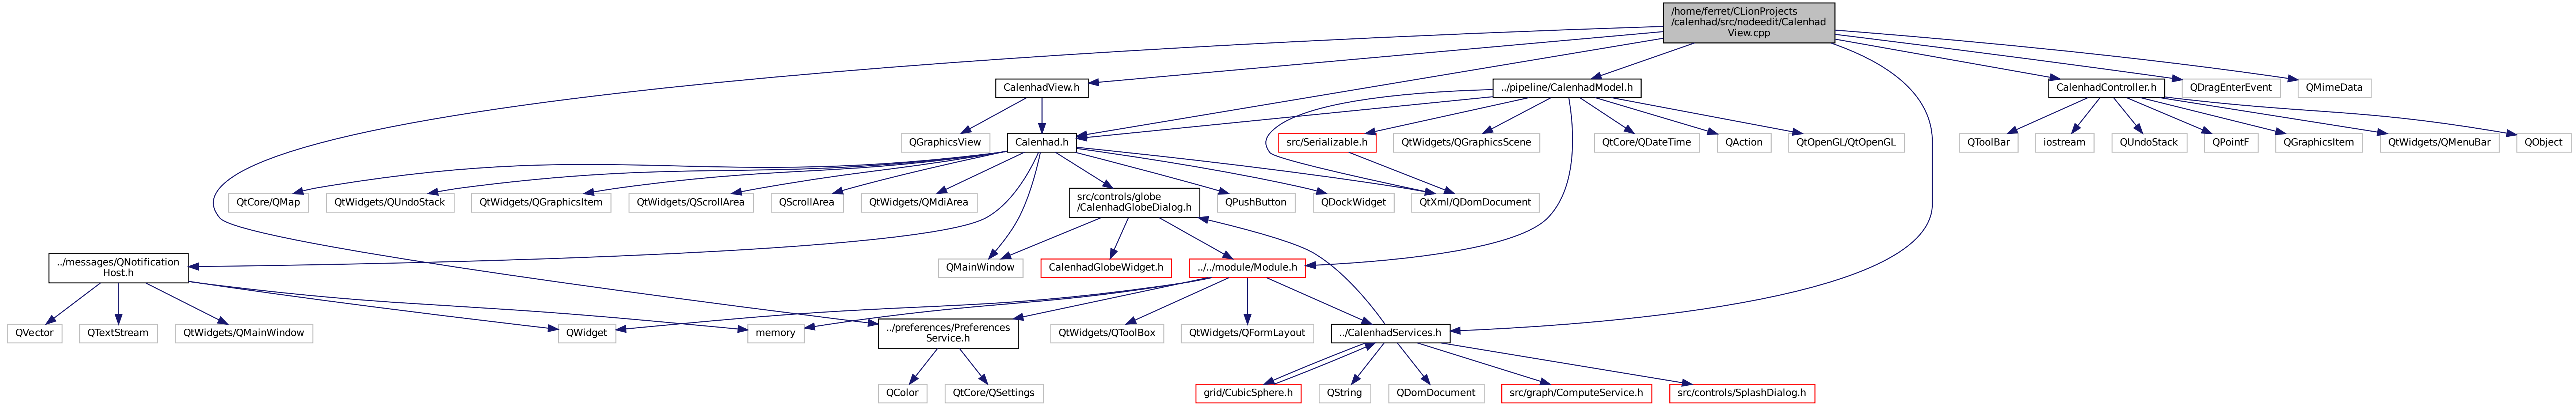 /home/ferret/CLionProjects
/calenhad/src/nodeedit/Calenhad
View.cpp
CalenhadView.h
../pipeline/CalenhadModel.h
CalenhadController.h
QDragEnterEvent
QMimeData
QGraphicsView
Calenhad.h
src/Serializable.h
QtWidgets/QGraphicsScene
QtCore/QDateTime
QAction
QtOpenGL/QtOpenGL
QToolBar
iostream
QUndoStack
QPointF
QGraphicsItem
QtWidgets/QMenuBar
QObject
QtCore/QMap
QtWidgets/QUndoStack
QtWidgets/QGraphicsItem
QtWidgets/QScrollArea
QScrollArea
QtWidgets/QMdiArea
src/controls/globe
/CalenhadGlobeDialog.h
QPushButton
QDockWidget
QtXml/QDomDocument
../messages/QNotification
Host.h
QMainWindow
CalenhadGlobeWidget.h
../../module/Module.h
QVector
QTextStream
QtWidgets/QMainWindow
QWidget
memory
../preferences/Preferences
Service.h
QtWidgets/QToolBox
QtWidgets/QFormLayout
../CalenhadServices.h
QColor
QtCore/QSettings
grid/CubicSphere.h
QString
QDomDocument
src/graph/ComputeService.h
src/controls/SplashDialog.h